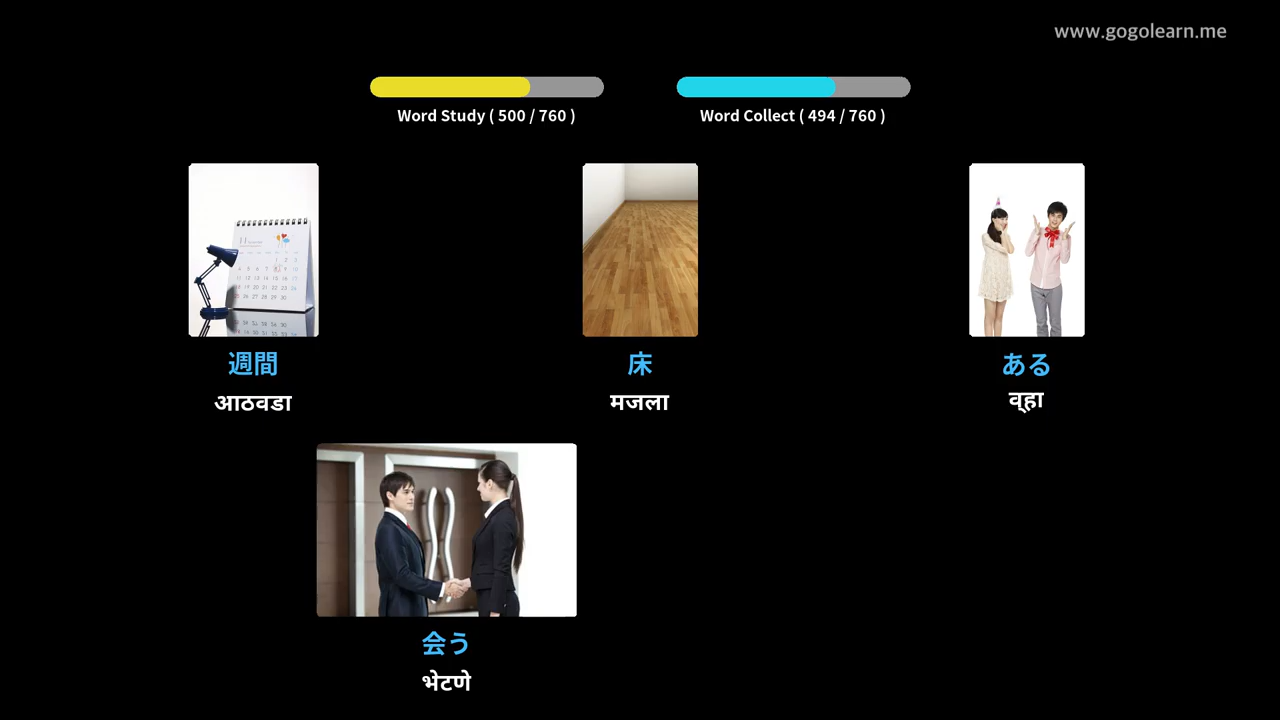 www.gogolearn.me
Word Study ( 500 / 760 )
Word Collect ( 494 / 760 )
週間
आठवडा
床
मजला
ある
व्हा
会う
भेटणे